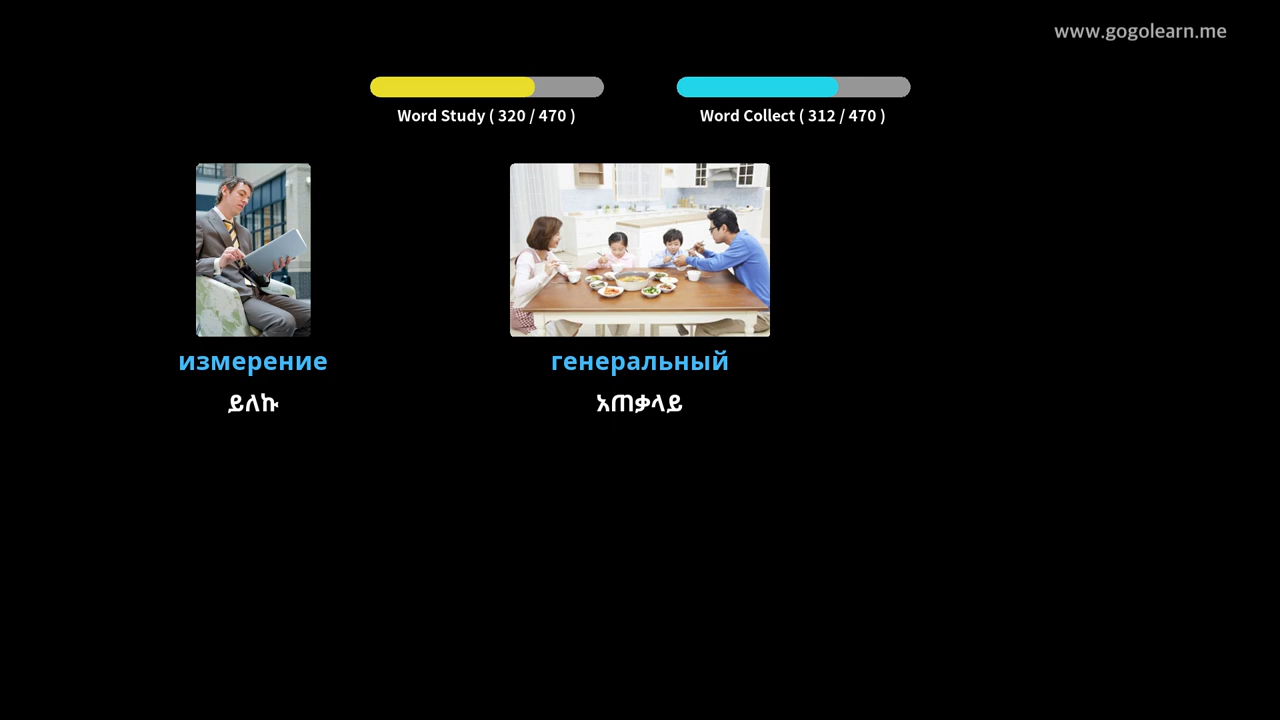 www.gogolearn.me
Word Study ( 320 / 470 )
Word Collect ( 312 / 470 )
измерение
ይለኩ
генеральный
አጠቃላይ